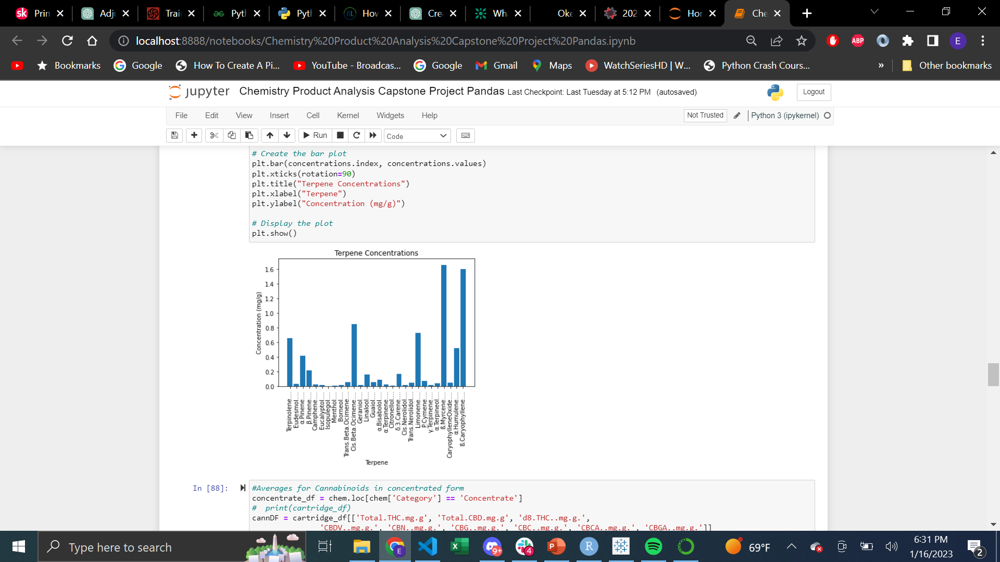 Prin
Adj
Trai
Pyth
Pyth
How
Cre
Wh
Oke
202
Hor
Che
localhost:8888/notebooks/Chemistry%20Product%20Analysis%20Capstone%20Project%20Pandas.ipynb
ABP
E
Bookmarks
Google
How To Create A Pi...
YouTube - Broadcas...
Google
Gmail
Maps
WatchSeriesHD | W...
Python Crash Cours...
»
Other bookmarks
jupyter Chemistry Product Analysis Capstone Project Pandas Last Checkpoint: Last Tuesday at 5:12 PM (autosaved)
Logout
File Edit View Insert Cell Kernel Widgets Help
Not Trusted
Python 3 (ipykernel)
Run
Code
# Create the bar plot
plt.bar(concentrations.index, concentrations.values)
plt.xticks(rotation=90)
plt.title("Terpene Concentrations")
plt.xlabel("Terpene")
plt.ylabel("Concentration (mg/g)")
# Display the plot
plt.show()
Terpene Concentrations
Concentration (mg/g)
1.6
1.4
1.2
1.0
0.8
0.6
0.4
0.2
0.0
Terpinolene
Eudesmol
α.Pinene
β.Pinene
Camphene
Eucalyptol
Isopulegol
Menthol
Borneol
Trans.Beta.Ocimene
Cis.Beta.Ocimene
Geraniol
Linalool
Guaiol
α.Bisabolol
α.Terpinene
Citronellol
δ.3.Carene
Cis.Nerolidol
Trans.Nerolidol
Limonene
P.Cymene
γ.Terpinene
α.Terpineol
ß.Myrcene
CaryophylleneOxide
α.Humulene
ß.Caryophyllene
Terpene
In [88]:
#Averages for Cannabinoids in concentrated form
concentrate_df = chem.loc[chem['Category'] == 'Concentrate']
#  print(cartridge_df)
cannDF = cartridge_df[['Total.THC.mg.g', 'Total.CBD.mg.g', 'd8.THC..mg.g.',
'CBDV..mg.g.', 'CBN..mg.g.', 'CBG..mg.g.', 'CBC..mg.g.', 'CBCA..mg.g.', 'CBGA..mg.g.']]
Type here to search
69°F
6:31 PM
1/16/2023
2